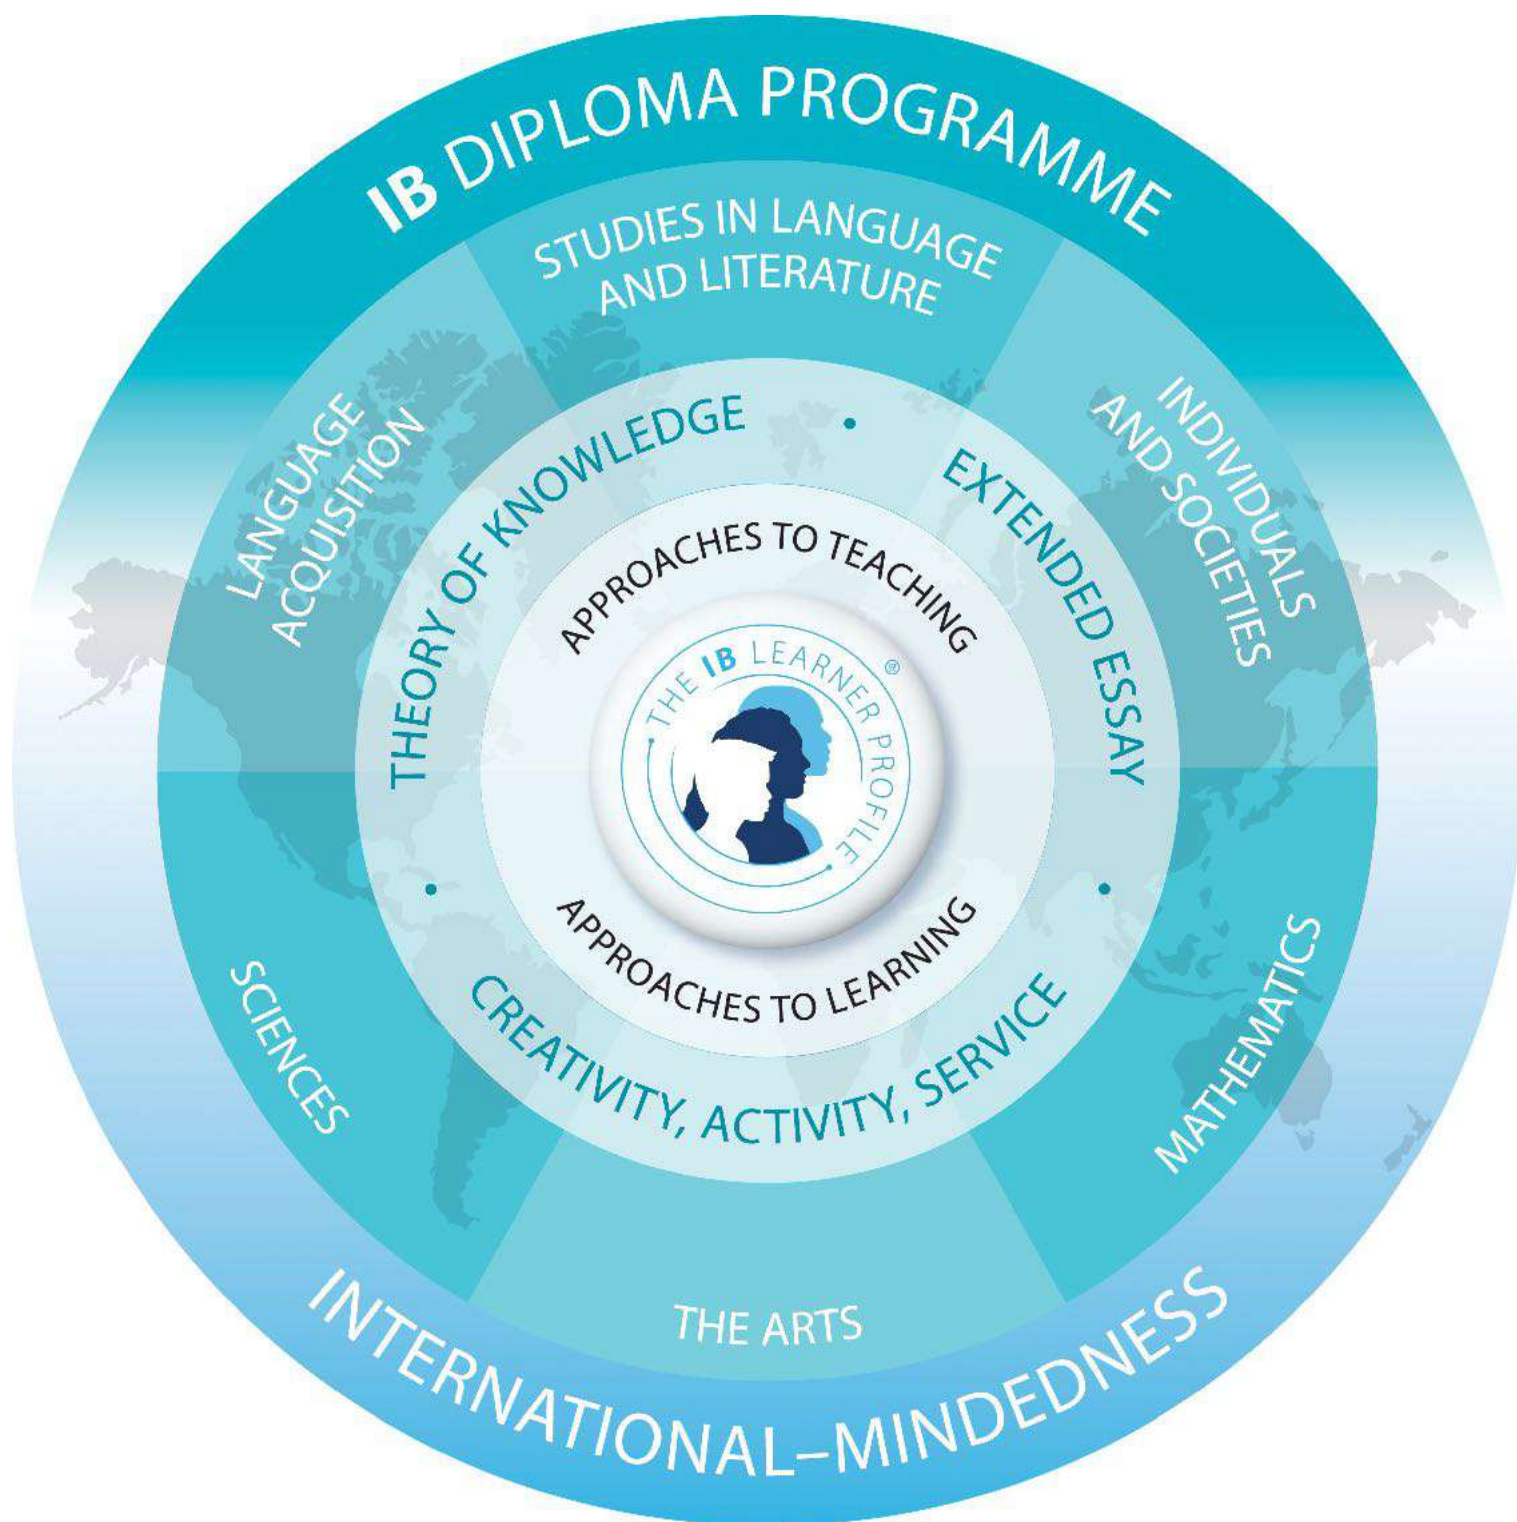 IB DIPLOMA PROGRAMME
STUDIES IN LANGUAGE
AND LITERATURE
LANGUAGE
ACQUISITION
INDIVIDUALS
AND SOCIETIES
THEORY OF KNOWLEDGE
•
EXTENDED ESSAY
APPROACHES TO TEACHING
THE IB LEARNER PROFILE
®
APPROACHES TO LEARNING
•
•
CREATIVITY, ACTIVITY, SERVICE
SCIENCES
MATHEMATICS
THE ARTS
INTERNATIONAL–MINDEDNESS